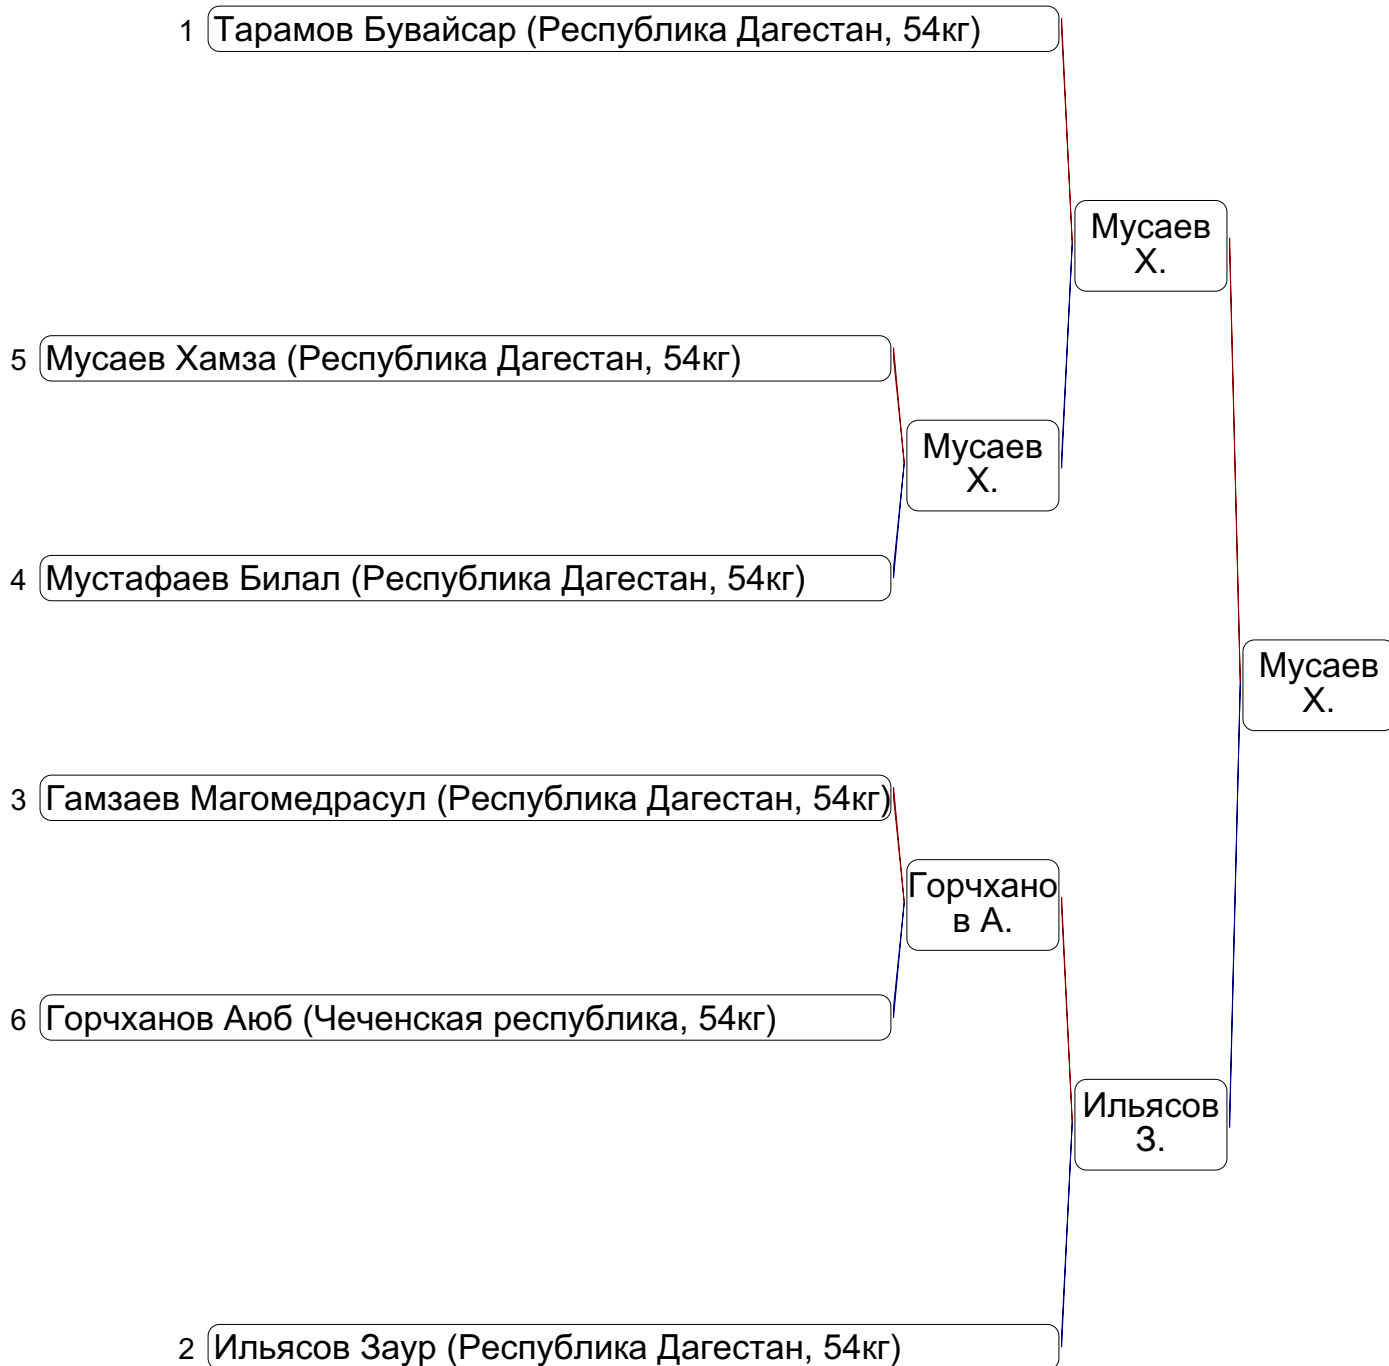 1 Тарамов Бувайсар (Республика Дагестан, 54кг)
Мусаев
Х.
5 Мусаев Хамза (Республика Дагестан, 54кг)
Мусаев
Х.
4 Мустафаев Билал (Республика Дагестан, 54кг)
Мусаев
Х.
3 Гамзаев Магомедрасул (Республика Дагестан, 54кг)
Горчхано
в А.
6 Горчханов Аюб (Чеченская республика, 54кг)
Ильясов
З.
2 Ильясов Заур (Республика Дагестан, 54кг)